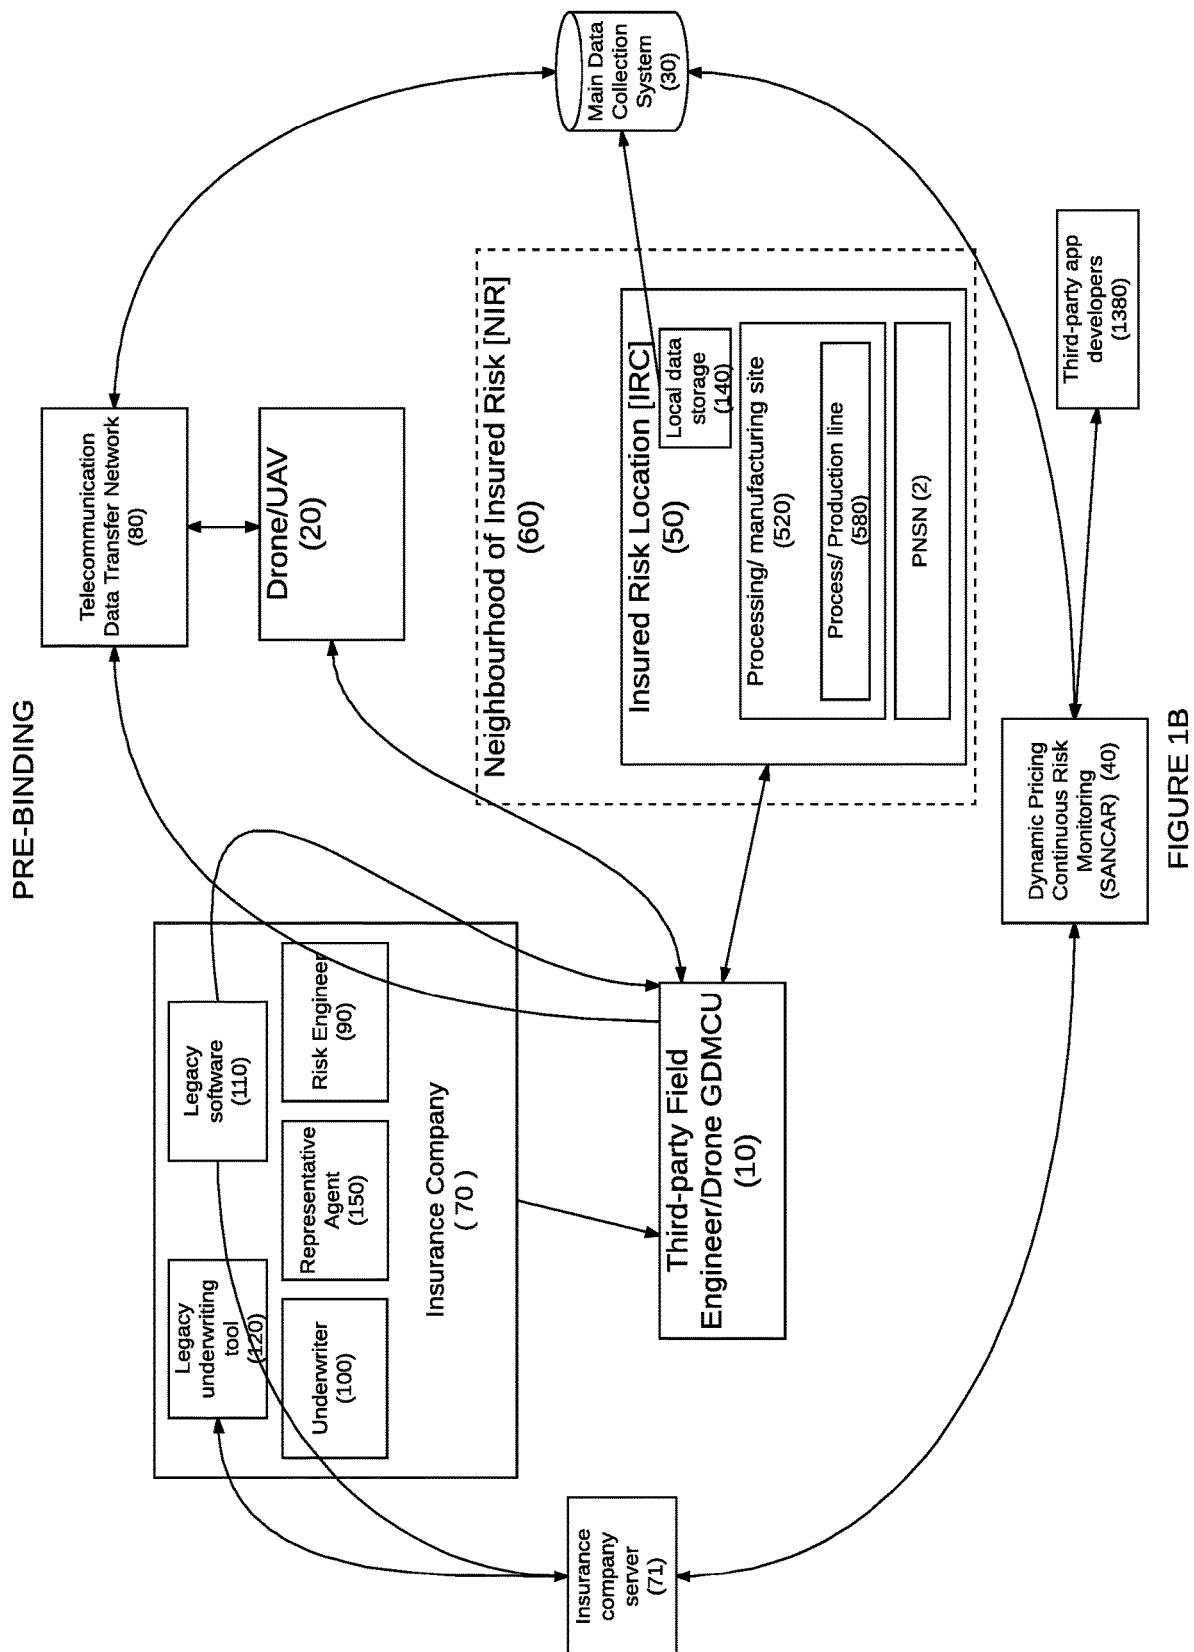 PRE-BINDING
Telecommunication
Data Transfer Network
(80)
Drone/UAV
(20)
Main Data
Collection
System
(30)
Legacy
underwriting
tool
(120)
Legacy
software
(110)
Underwriter
(100)
Representative
Agent
(150)
Risk Engineer
(90)
Insurance Company
( 70 )
Neighbourhood of Insured Risk [NIR]
(60)
Insured Risk Location [IRC]
(50)
Local data
storage
(140)
Processing/ manufacturing site
(520)
Process/ Production line
(580)
PNSN (2)
Insurance
company
server
(71)
Third-party Field
Engineer/Drone GDMCU
(10)
Dynamic Pricing
Continuous Risk
Monitoring
(SANCAR) (40)
Third-party app
developers
(1380)
FIGURE 1B